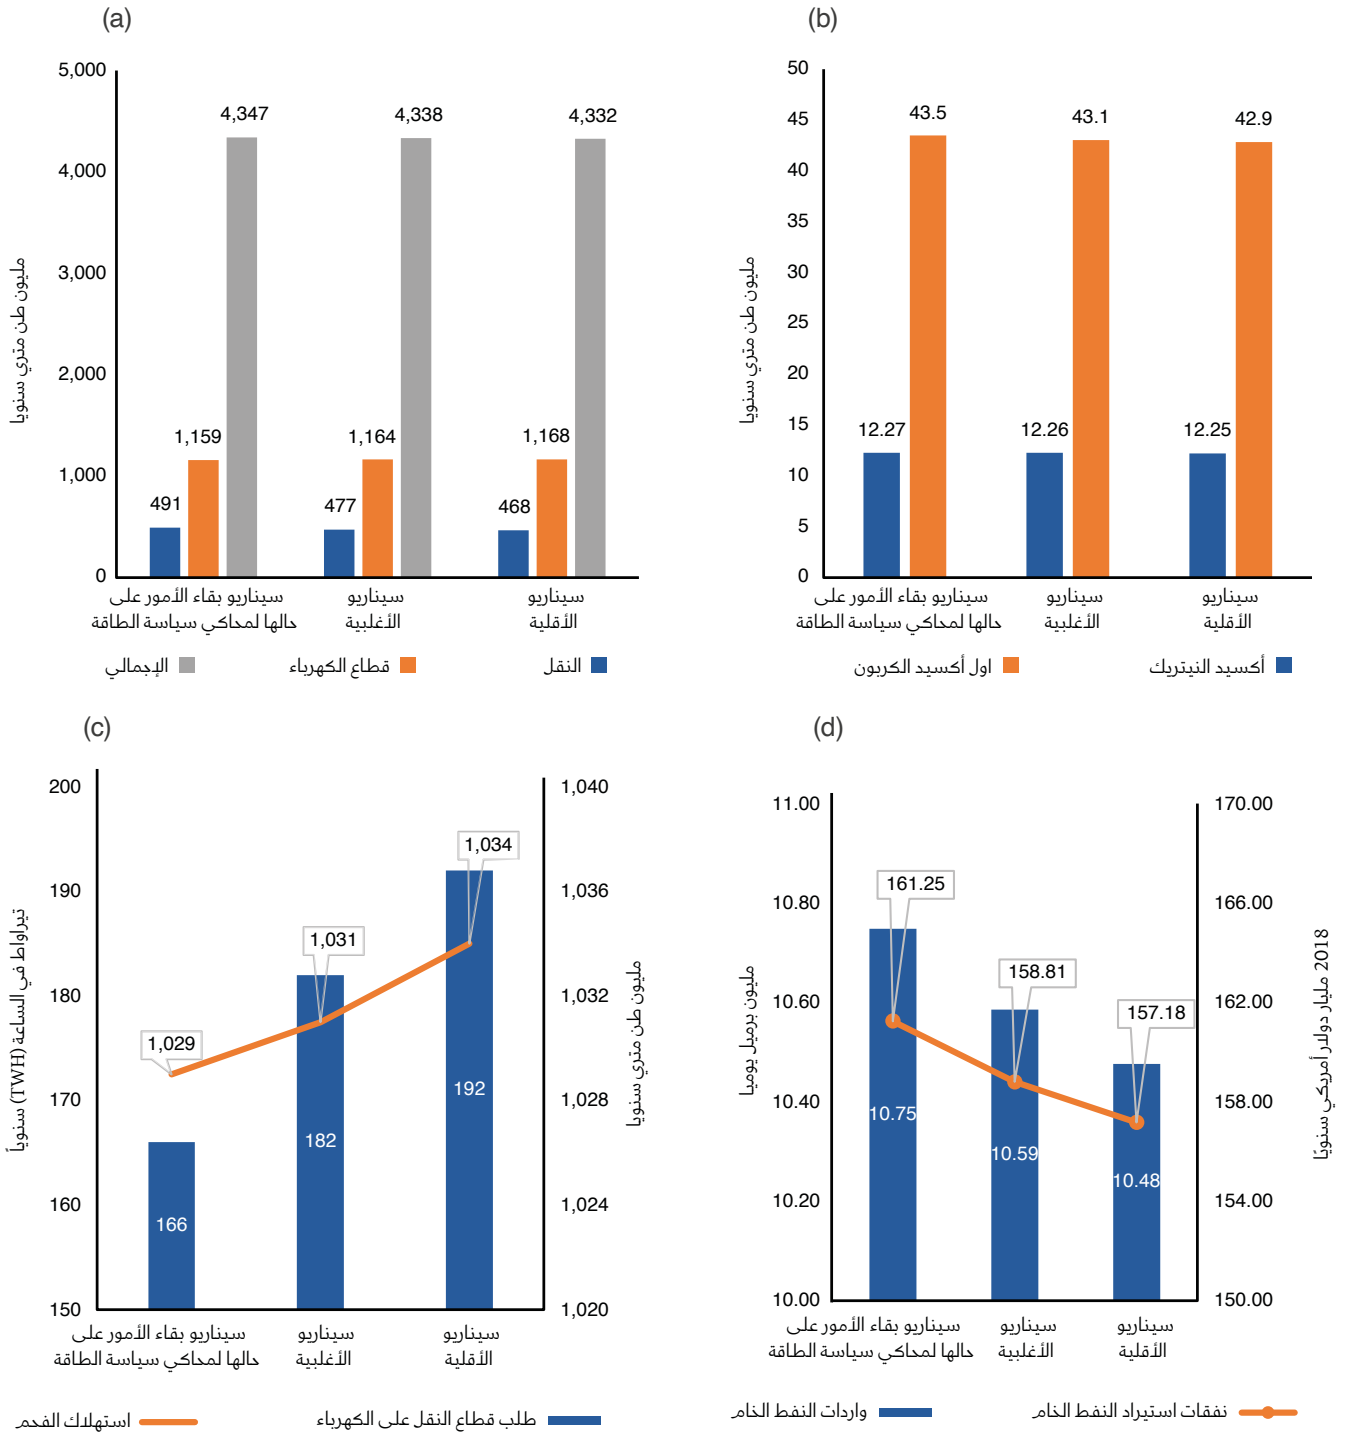 (a)
5,000
4,000
3,000
2,000
1,000
0
مليون طن متري سنويا
4,347
4,338
4,332
1,159
1,164
1,168
491
477
468
سيناريو بقاء الأمور على
حالها لمحاكي سياسة الطاقة
سيناريو
الأغلبية
سيناريو
الأقلية
النقل
قطاع الكهرباء
الإجمالي
(b)
50
45
40
35
30
25
20
15
10
5
0
مليون طن متري سنويا
43.5
43.1
42.9
12.27
12.26
12.25
سيناريو بقاء الأمور على
حالها لمحاكي سياسة الطاقة
سيناريو
الأغلبية
سيناريو
الأقلية
أكسيد النيتريك
اول أكسيد الكربون
(c)
200
190
180
170
160
150
تيراواط في الساعة (TWH) سنوياً
1,040
1,036
1,032
1,028
1,024
1,020
مليون طن متري سنويا
1,029
1,031
1,034
166
182
192
سيناريو بقاء الأمور على
حالها لمحاكي سياسة الطاقة
سيناريو
الأغلبية
سيناريو
الأقلية
طلب قطاع النقل على الكهرباء
استهلاك الفحم
(d)
11.00
10.80
10.60
10.40
10.20
10.00
مليون برميل يوميا
170.00
166.00
162.00
158.00
154.00
150.00
2018 مليار دولار أمريكي سنويًا
161.25
158.81
157.18
10.75
10.59
10.48
سيناريو بقاء الأمور على
حالها لمحاكي سياسة الطاقة
سيناريو
الأغلبية
سيناريو
الأقلية
نفقات استيراد النفط الخام
واردات النفط الخام